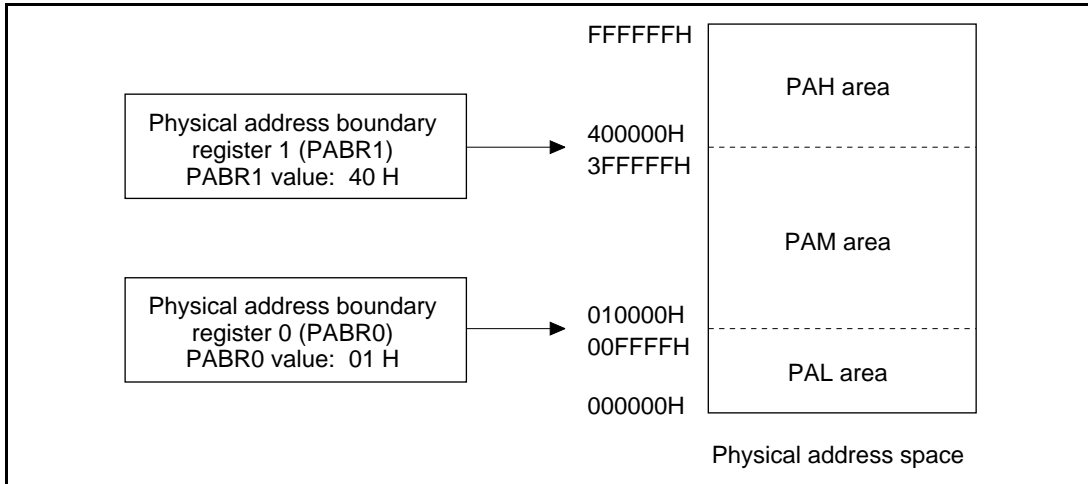 FFFFFFH
PAH area
Physical address boundary
register 1 (PABR1)
PABR1 value:  40 H
400000H
3FFFFFH
PAM area
Physical address boundary
register 0 (PABR0)
PABR0 value:  01 H
010000H
00FFFFH
PAL area
000000H
Physical address space